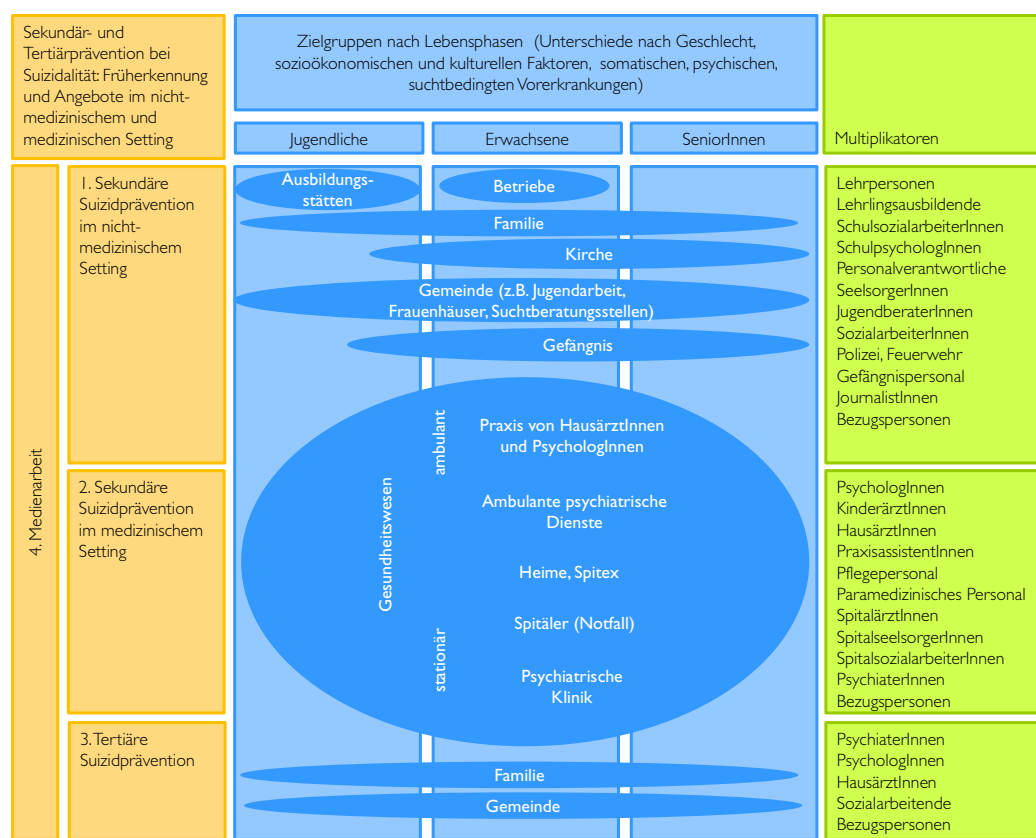 Sekundär- und
Tertiärprävention bei
Suizidalität: Früherkennung
und Angebote im nicht-
medizinischem und
medizinischen Setting
Zielgruppen nach Lebensphasen (Unterschiede nach Geschlecht,
sozioökonomischen und kulturellen Faktoren, somatischen, psychischen,
suchtbedingten Vorerkrankungen)
Jugendliche
Erwachsene
SeniorInnen
Multiplikatoren
4. Medienarbeit
1. Sekundäre
Suizidprävention
im nicht-
medizinischem
Setting
Ausbildungs-
stätten
Betriebe
Familie
Kirche
Gemeinde (z.B. Jugendarbeit,
Frauenhäuser, Suchtberatungsstellen)
Gefängnis
Lehrpersonen
Lehrlingsausbildende
SchulsozialarbeiterInnen
SchulpsychologInnen
Personalverantwortliche
SeelsorgerInnen
JugendberaterInnen
SozialarbeiterInnen
Polizei, Feuerwehr
Gefängnispersonal
JournalistInnen
Bezugspersonen
2. Sekundäre
Suizidprävention
im medizinischem
Setting
Gesundheitswesen
ambulant
Praxis von HausärztInnen
und PsychologInnen
Ambulante psychiatrische
Dienste
Heime, Spitex
stationär
Spitäler (Notfall)
Psychiatrische
Klinik
PsychologInnen
KinderärztInnen
HausärztInnen
PraxisassistentInnen
Pflegepersonal
Paramedizinisches Personal
SpitalärztInnen
SpitalseelsorgerInnen
SpitalsozialarbeiterInnen
PsychiaterInnen
Bezugspersonen
3. Tertiäre
Suizidprävention
Familie
Gemeinde
PsychiaterInnen
PsychologInnen
HausärztInnen
Sozialarbeitende
Bezugspersonen